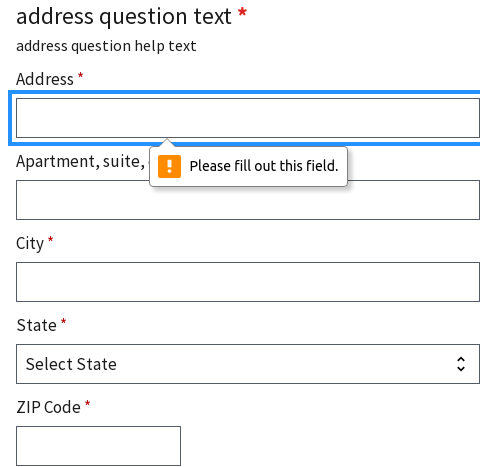 address question text *
address question help text
Address *
Please fill out this field.
Apartment, suite,
City *
State *
Select State
ZIP Code *